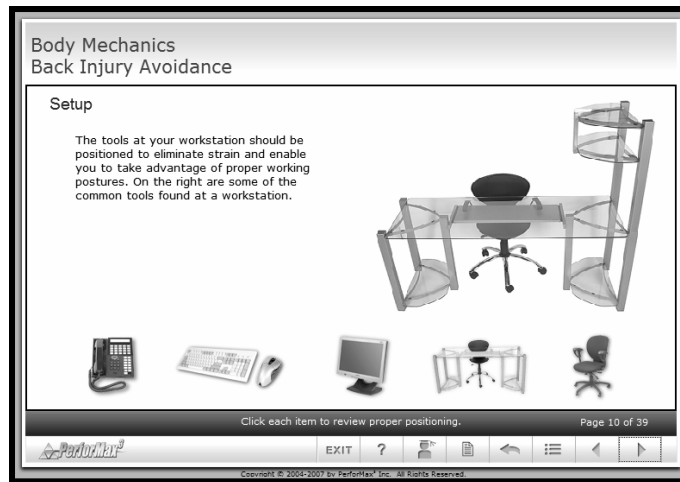 Body Mechanics
Back Injury Avoidance
Setup
The tools at your workstation should be
positioned to eliminate strain and enable
you to take advantage of proper working
postures. On the right are some of the
common tools found at a workstation.
Click each item to review proper positioning.
Page 10 of 39
PerforMax³
EXIT ?
Copyright © 2004-2007 by PerforMax³ Inc. All Rights Reserved.